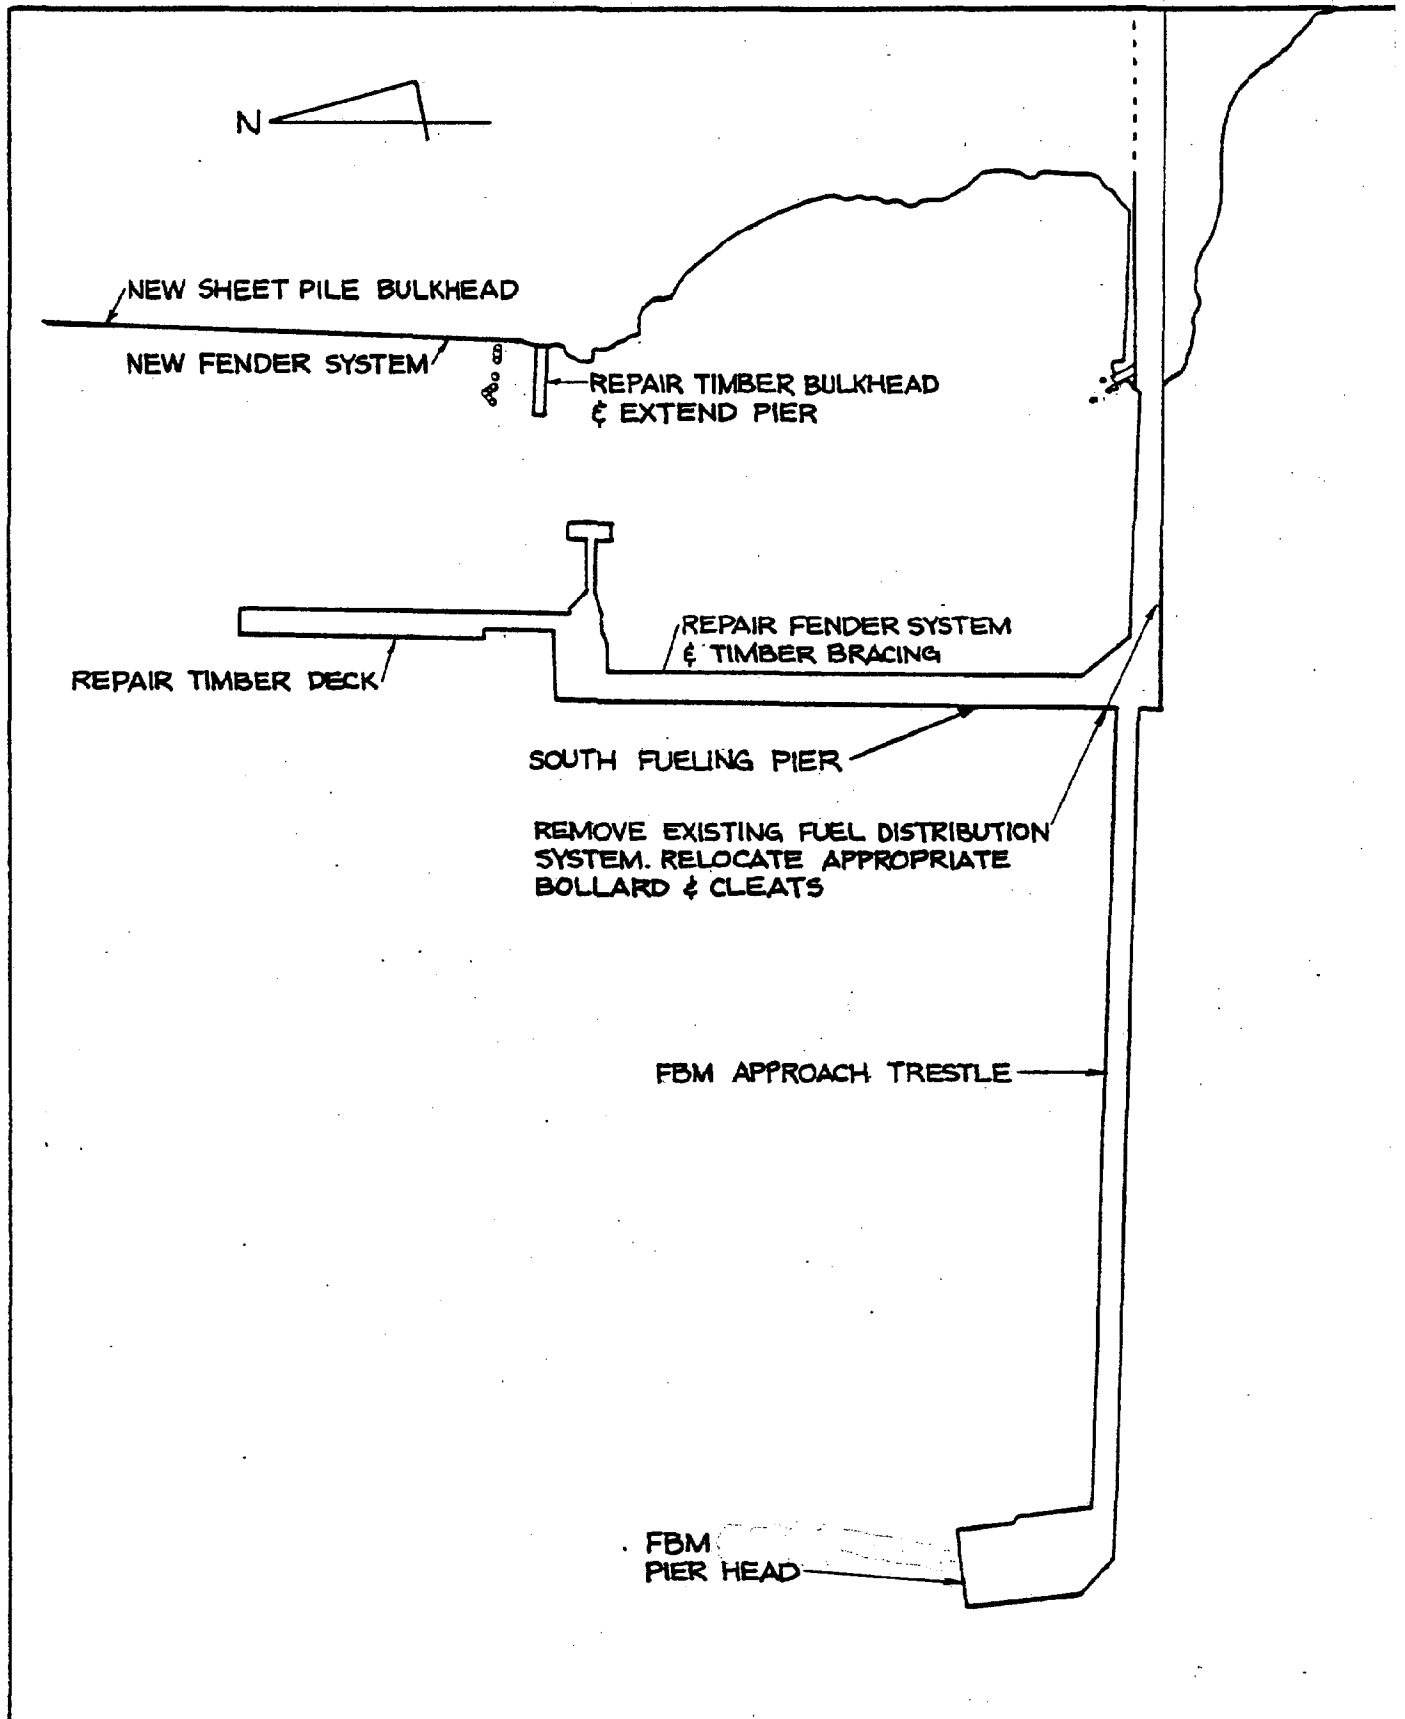 N
NEW SHEET PILE BULKHEAD
NEW FENDER SYSTEM
REPAIR TIMBER BULKHEAD
& EXTEND PIER
REPAIR FENDER SYSTEM
& TIMBER BRACING
REPAIR TIMBER DECK
SOUTH FUELING PIER
REMOVE EXISTING FUEL DISTRIBUTION
SYSTEM. RELOCATE APPROPRIATE
BOLLARD & CLEATS
FBM APPROACH TRESTLE
FBM
PIER HEAD